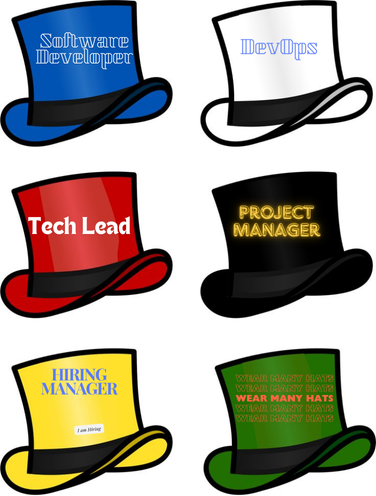 Software
Developer
DevOps
Tech Lead
PROJECT
MANAGER
HIRING
MANAGER
I am Hiring
WEAR MANY HATS
WEAR MANY HATS
WEAR MANY HATS
WEAR MANY HATS
WEAR MANY HATS